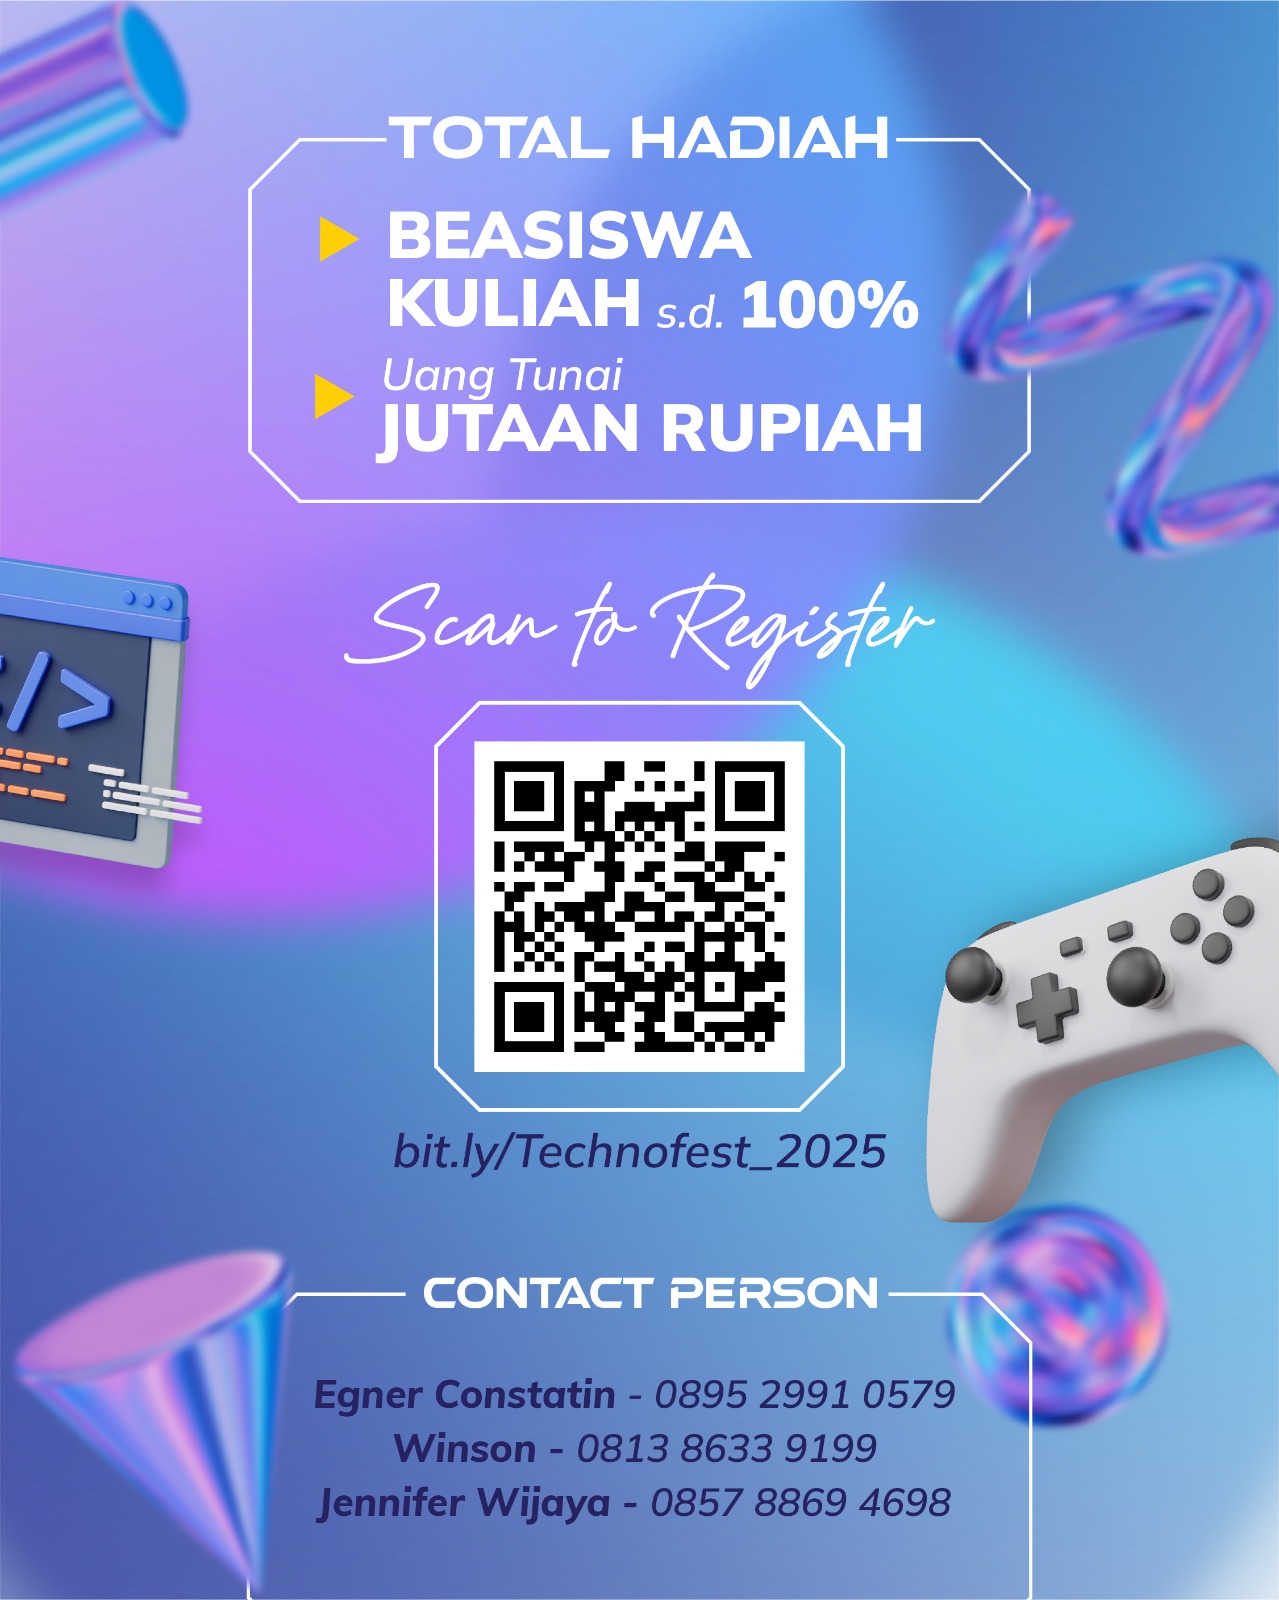 TOTAL HADIAH
BEASISWA
KULIAH s.d. 100%
Uang Tunai
JUTAAN RUPIAH
Scan to Register
</>
bit.ly/Technofest_2025
CONTACT PERSON
Egner Constatin - 0895 2991 0579
Winson - 0813 8633 9199
Jennifer Wijaya - 0857 8869 4698